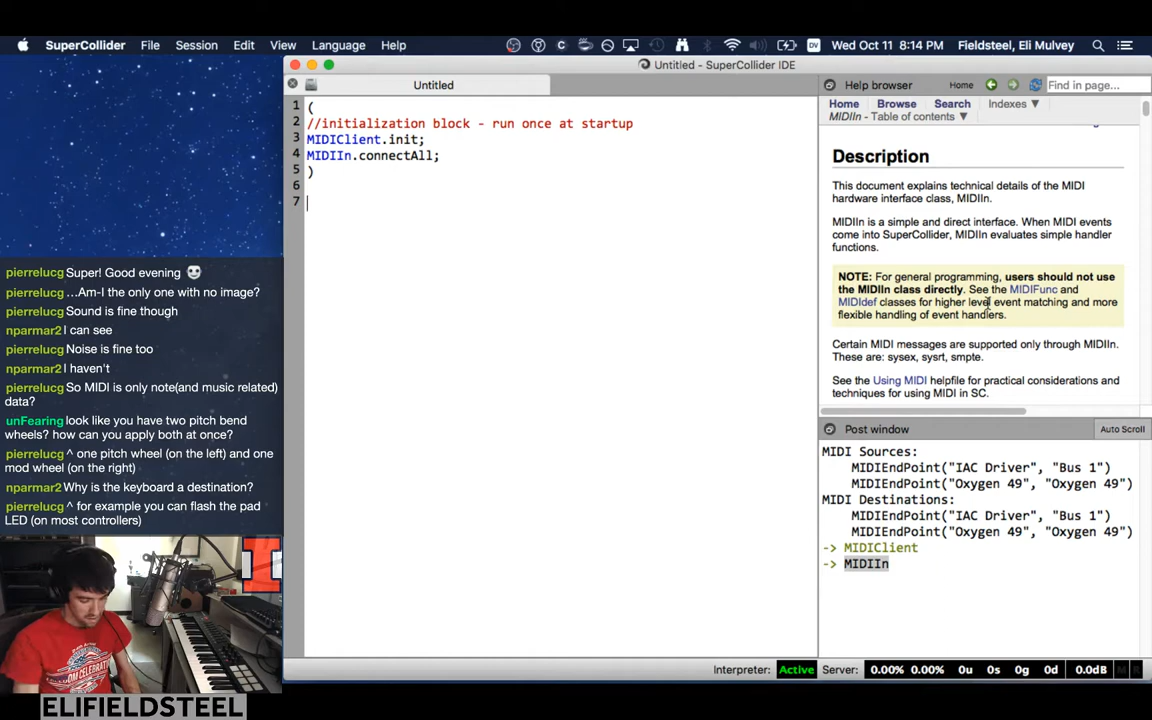 SuperCollider File Session Edit View Language Help Wed Oct 11 8:14 PM Fieldsteel, Eli Mulvey
Untitled - SuperCollider IDE
Untitled
Help browser Home Find in page...
Home Browse Search Indexes ▼
MIDIIn - Table of contents ▼
1 (
2 //initialization block - run once at startup
3 MIDIClient.init;
4 MIDIIn.connectAll;
5 )
6
7
Description
This document explains technical details of the MIDI
hardware interface class, MIDIIn.
MIDIIn is a simple and direct interface. When MIDI events
come into SuperCollider, MIDIIn evaluates simple handler
functions.
NOTE: For general programming, users should not use
the MIDIIn class directly. See the MIDIFunc and
MIDIdef classes for higher level event matching and more
flexible handling of event handlers.
Certain MIDI messages are supported only through MIDIIn.
These are: sysex, sysrt, smpte.
See the Using MIDI helpfile for practical considerations and
techniques for using MIDI in SC.
Post window Auto Scroll
MIDI Sources:
MIDIEndPoint("IAC Driver", "Bus 1")
MIDIEndPoint("Oxygen 49", "Oxygen 49")
MIDI Destinations:
MIDIEndPoint("IAC Driver", "Bus 1")
MIDIEndPoint("Oxygen 49", "Oxygen 49")
-> MIDIClient
-> MIDIIn
Interpreter: Active Server: 0.00% 0.00% 0u 0s 0g 0d 0.0dB M R
pierrelucg Super! Good evening
pierrelucg …Am-I the only one with no image?
pierrelucg Sound is fine though
nparmar2 I can see
pierrelucg Noise is fine too
nparmar2 I haven't
pierrelucg So MIDI is only note(and music related)
data?
unFearing look like you have two pitch bend
wheels? how can you apply both at once?
pierrelucg ^ one pitch wheel (on the left) and one
mod wheel (on the right)
nparmar2 Why is the keyboard a destination?
pierrelucg ^ for example you can flash the pad
LED (on most controllers)
ELIFIELDSTEEL